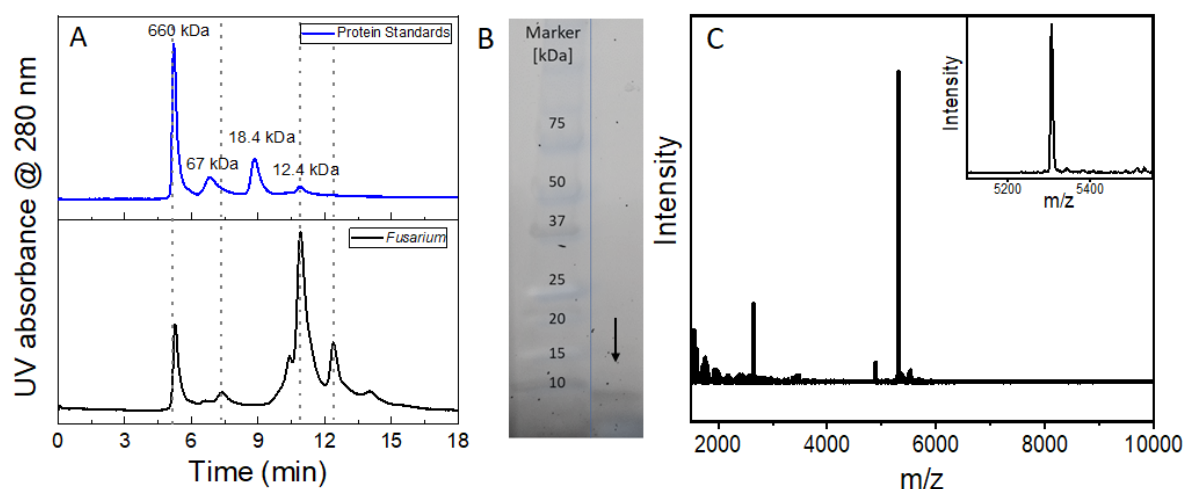 A
660 kDa
Protein Standards
67 kDa
18.4 kDa
12.4 kDa
Fusarium
UV absorbance @ 280 nm
0 3 6 9 12 15 18
Time (min)
B
Marker
[kDa]
75
50
37
25
20
15
10
C
Intensity
2000 4000 6000 8000 10000
m/z
Intensity
5200 5400
m/z